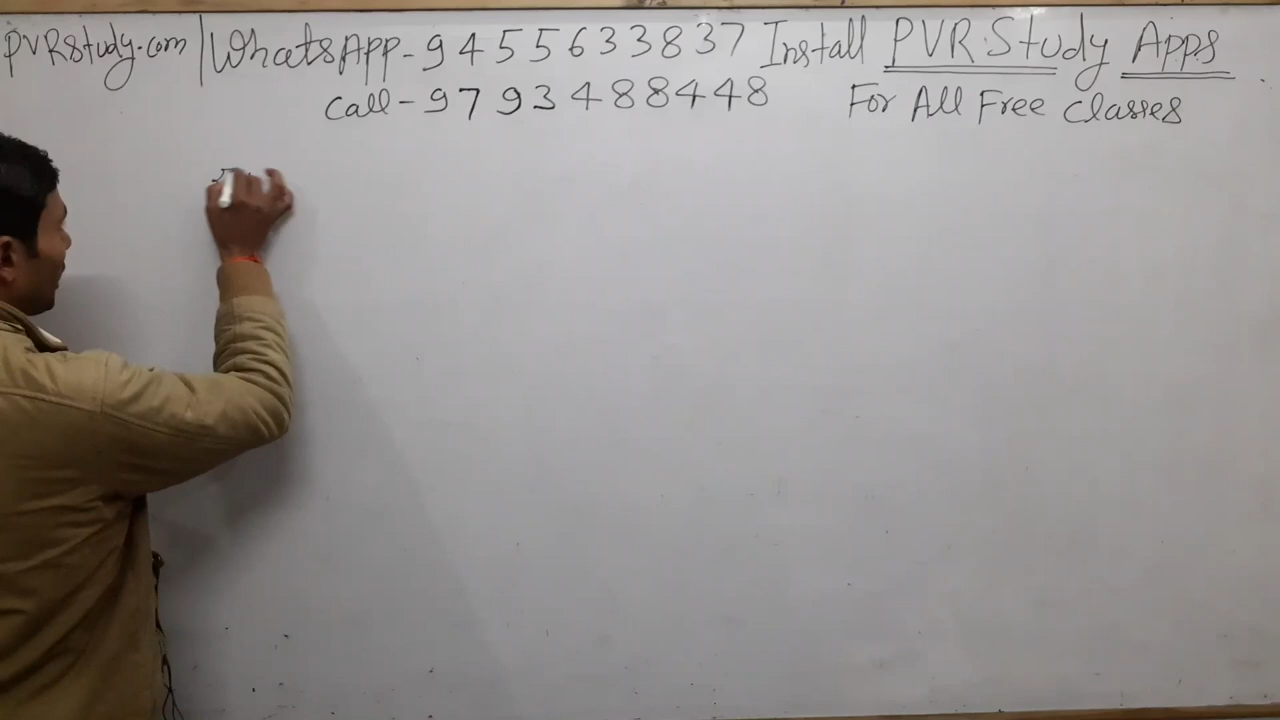 PVRStudy.com | WhatsApp-9455633837 Install PVR Study Apps
Call-9793488448 For All Free Classes